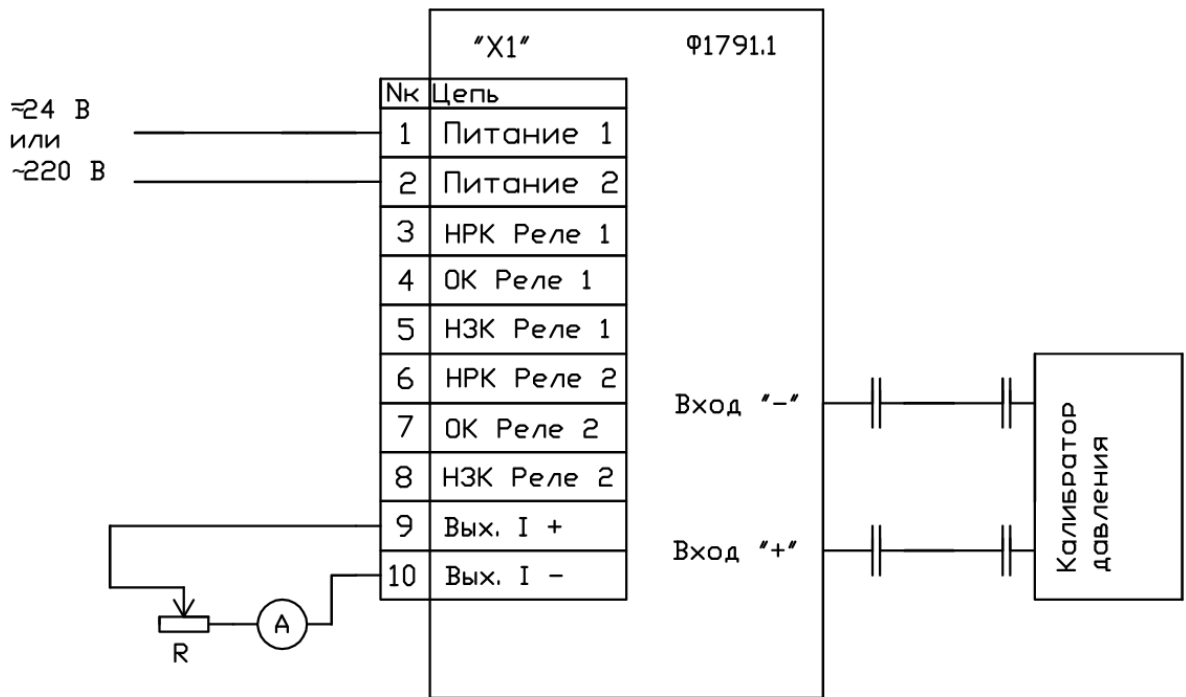 "X1"
Ф1791.1
Nк Цепь
≂24 В
или
~220 В
1 Питание 1
2 Питание 2
3 НРК Реле 1
4 ОК Реле 1
5 НЗК Реле 1
6 НРК Реле 2
7 ОК Реле 2
8 НЗК Реле 2
9 Вых. I +
10 Вых. I -
Вход "-"
Вход "+"
Калибратор
давления
A
R